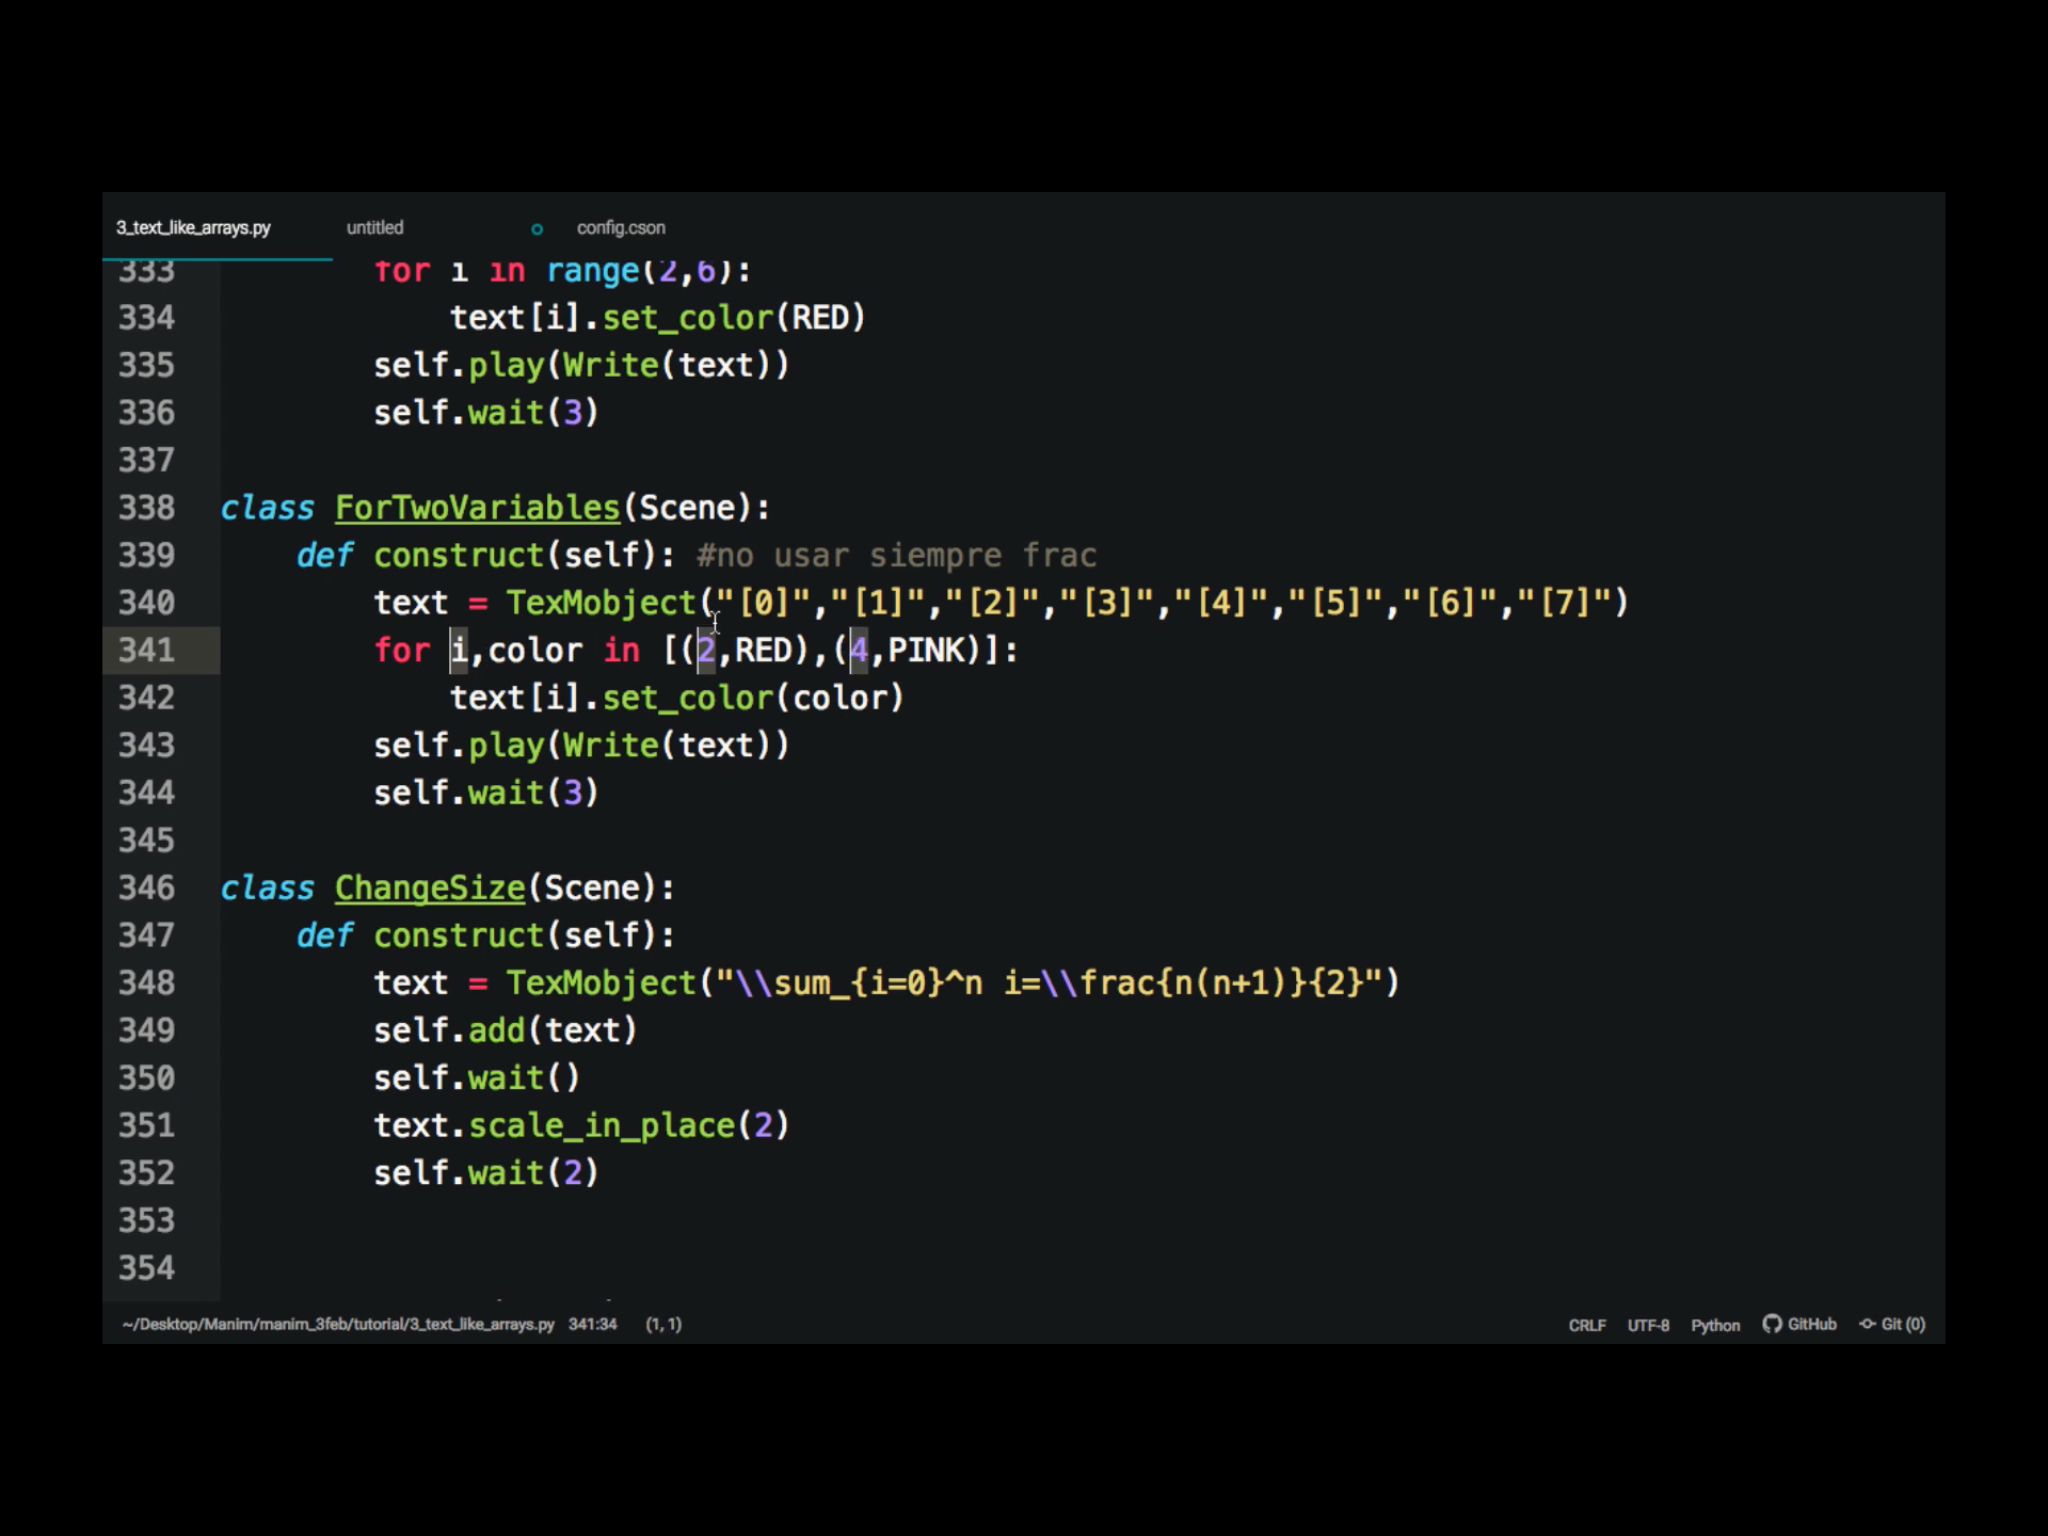 3_text_like_arrays.py untitled config.cson
333 for i in range(2,6):
334 text[i].set_color(RED)
335 self.play(Write(text))
336 self.wait(3)
337
338 class ForTwoVariables(Scene):
339 def construct(self): #no usar siempre frac
340 text = TexMobject("[0]","[1]","[2]","[3]","[4]","[5]","[6]","[7]")
341 for i,color in [(2,RED),(4,PINK)]:
342 text[i].set_color(color)
343 self.play(Write(text))
344 self.wait(3)
345
346 class ChangeSize(Scene):
347 def construct(self):
348 text = TexMobject("\\sum_{i=0}^n i=\\frac{n(n+1)}{2}")
349 self.add(text)
350 self.wait()
351 text.scale_in_place(2)
352 self.wait(2)
353
354
~/Desktop/Manim/manim_3feb/tutorial/3_text_like_arrays.py 341:34 (1, 1) CRLF UTF-8 Python GitHub Git (0)